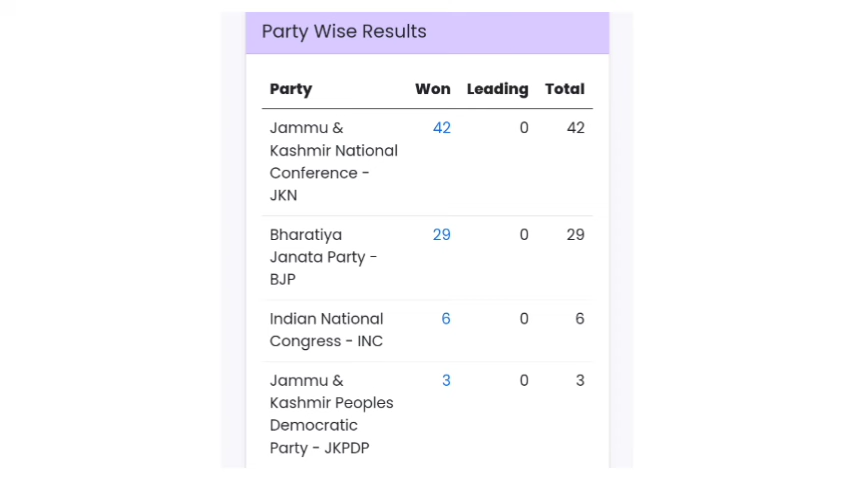 Party Wise Results
Party Won Leading Total
Jammu & 42 0 42
Kashmir National
Conference -
JKN
Bharatiya 29 0 29
Janata Party -
BJP
Indian National 6 0 6
Congress - INC
Jammu & 3 0 3
Kashmir Peoples
Democratic
Party - JKPDP